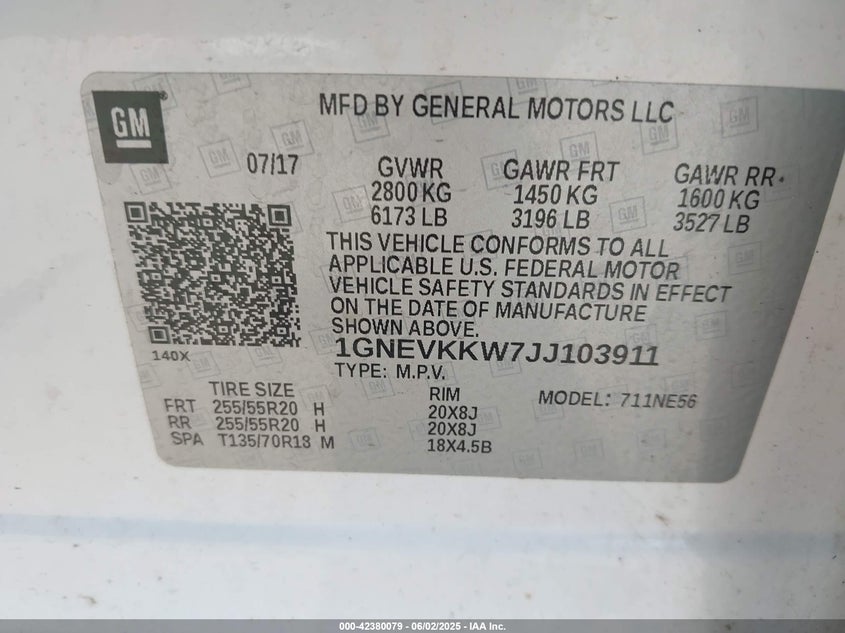 GM
MFD BY GENERAL MOTORS LLC
07/17 GVWR GAWR FRT GAWR RR
2800 KG 1450 KG 1600 KG
6173 LB 3196 LB 3527 LB
THIS VEHICLE CONFORMS TO ALL
APPLICABLE U.S. FEDERAL MOTOR
VEHICLE SAFETY STANDARDS IN EFFECT
ON THE DATE OF MANUFACTURE
SHOWN ABOVE.
1GNEVKKW7JJ103911
140X
TYPE: M.P.V.
TIRE SIZE RIM MODEL: 711NE56
FRT 255/55R20 H 20X8J
RR 255/55R20 H 20X8J
SPA T135/70R18 M 18X4.5B
000-42380079 - 06/02/2025 - IAA Inc.